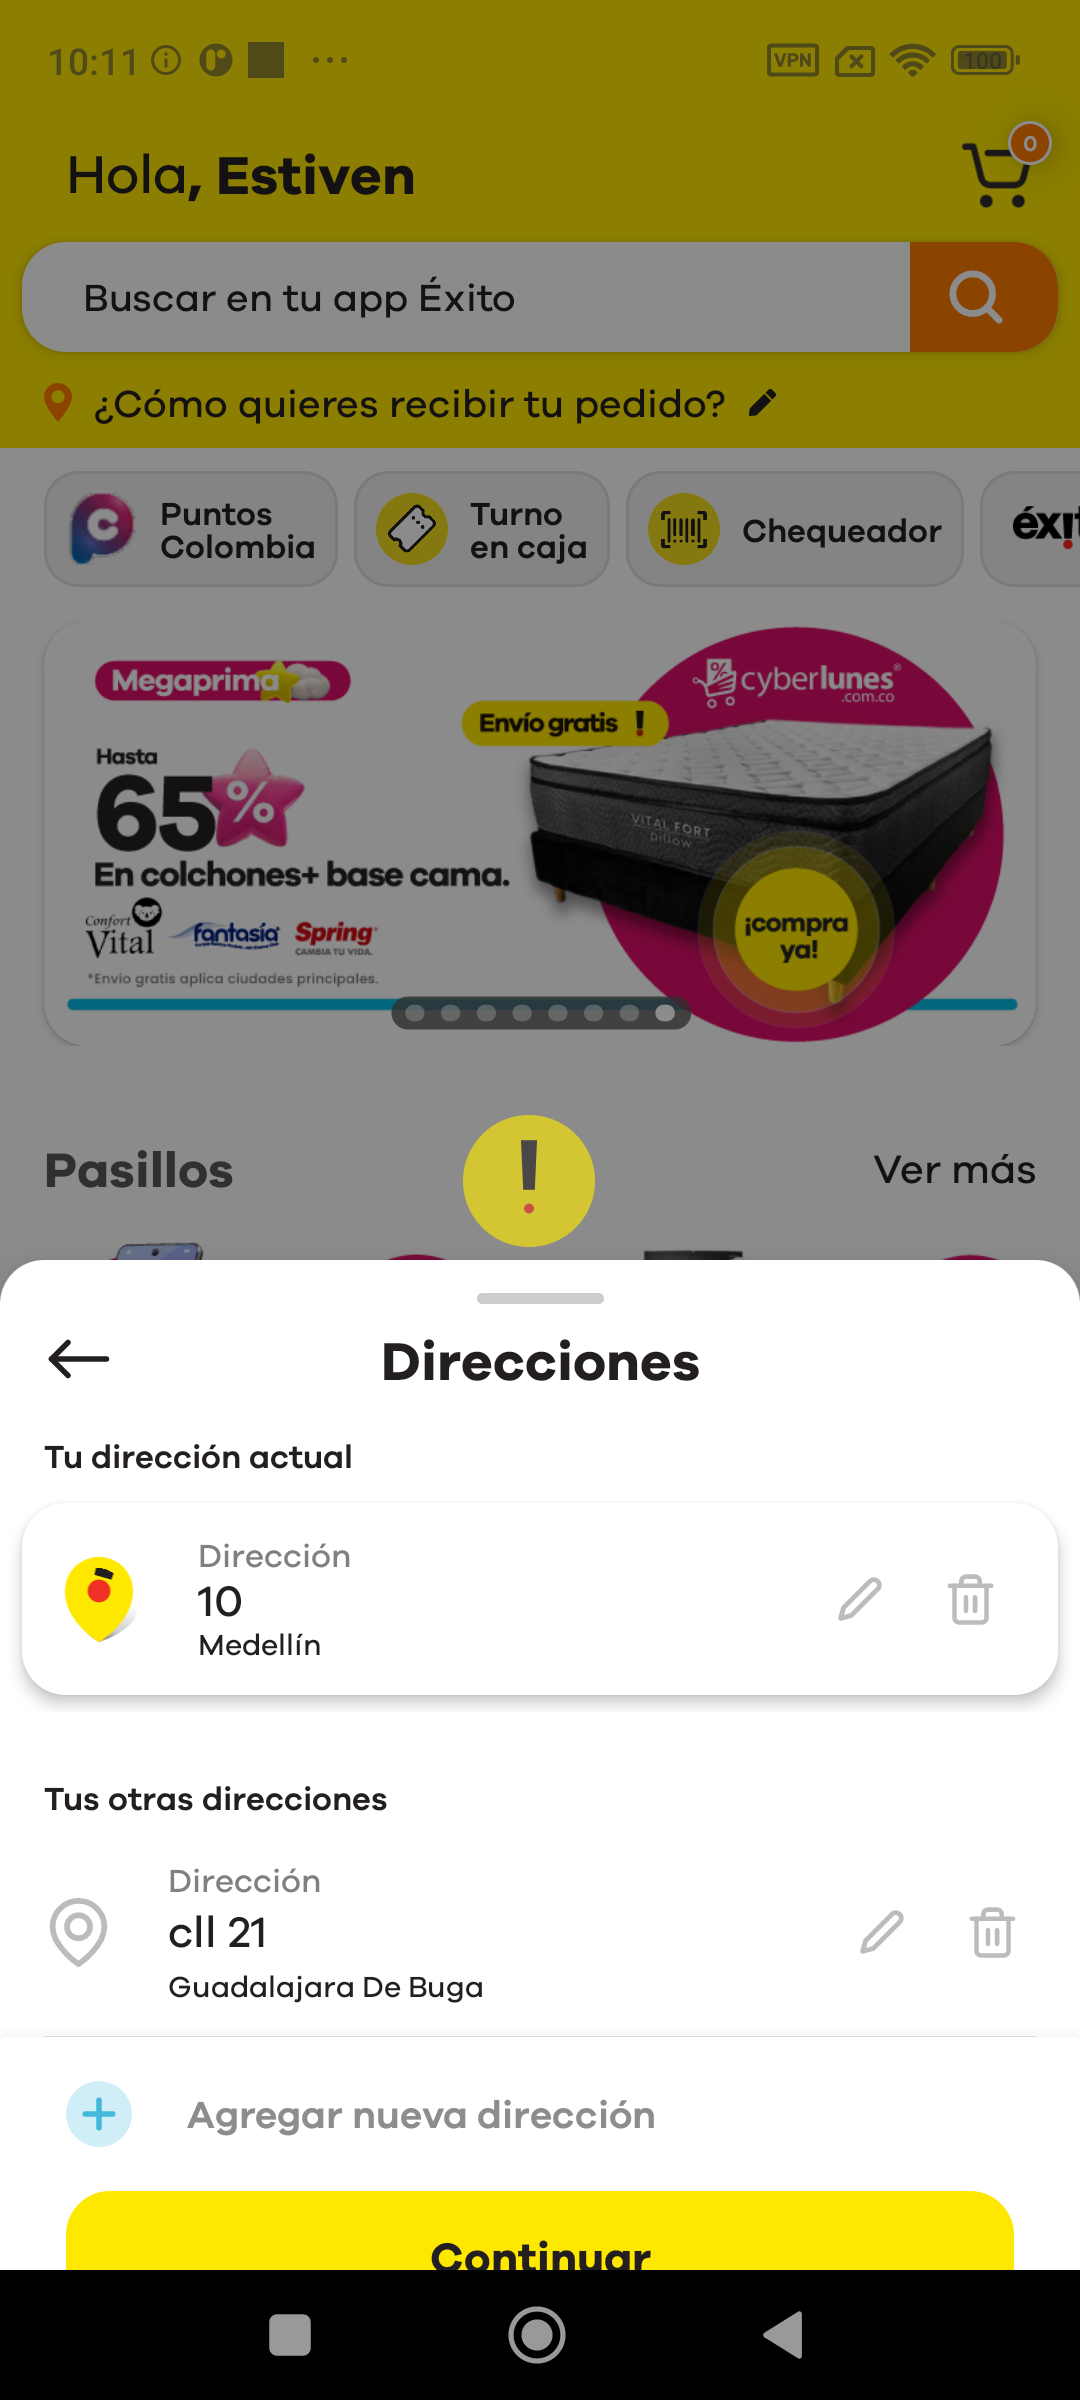 10:11
VPN
100
Hola, Estiven
0
Buscar en tu app Éxito
¿Cómo quieres recibir tu pedido?
Puntos
Colombia
Turno
en caja
Chequeador
éxit
Megaprima
cyberlunes®
.com.co
Envío gratis !
Hasta
65%
En colchones+ base cama.
VITAL FORT
pillow
Confort
Vital
fantasía
Spring
CAMBIA TU VIDA.
¡compra
ya!
*Envío gratis aplica ciudades principales.
Pasillos
!
Ver más
Direcciones
Tu dirección actual
Dirección
10
Medellín
Tus otras direcciones
Dirección
cll 21
Guadalajara De Buga
Agregar nueva dirección
Continuar